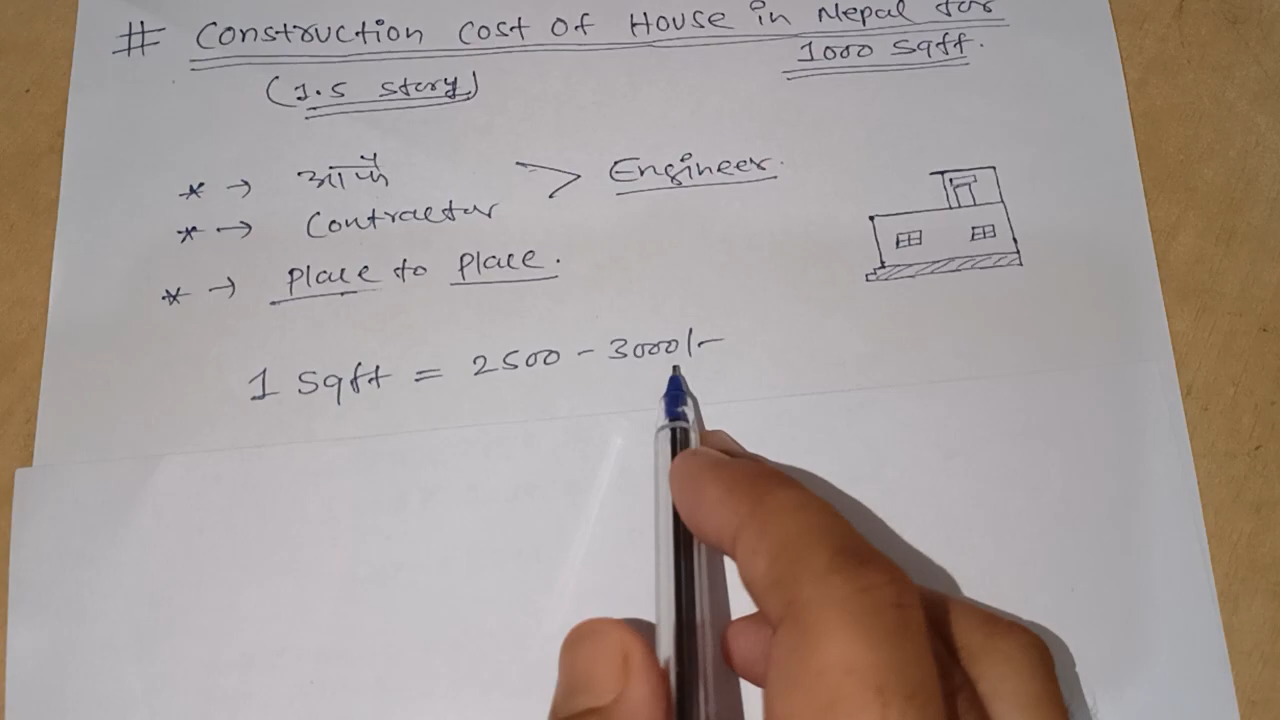 # Construction cost of House in Nepal for
1000 sqft.
(1.5 story)
* → आफै
* → Contractor > Engineer.
* → Place to Place.
1 Sqft = 2500 - 3000/-